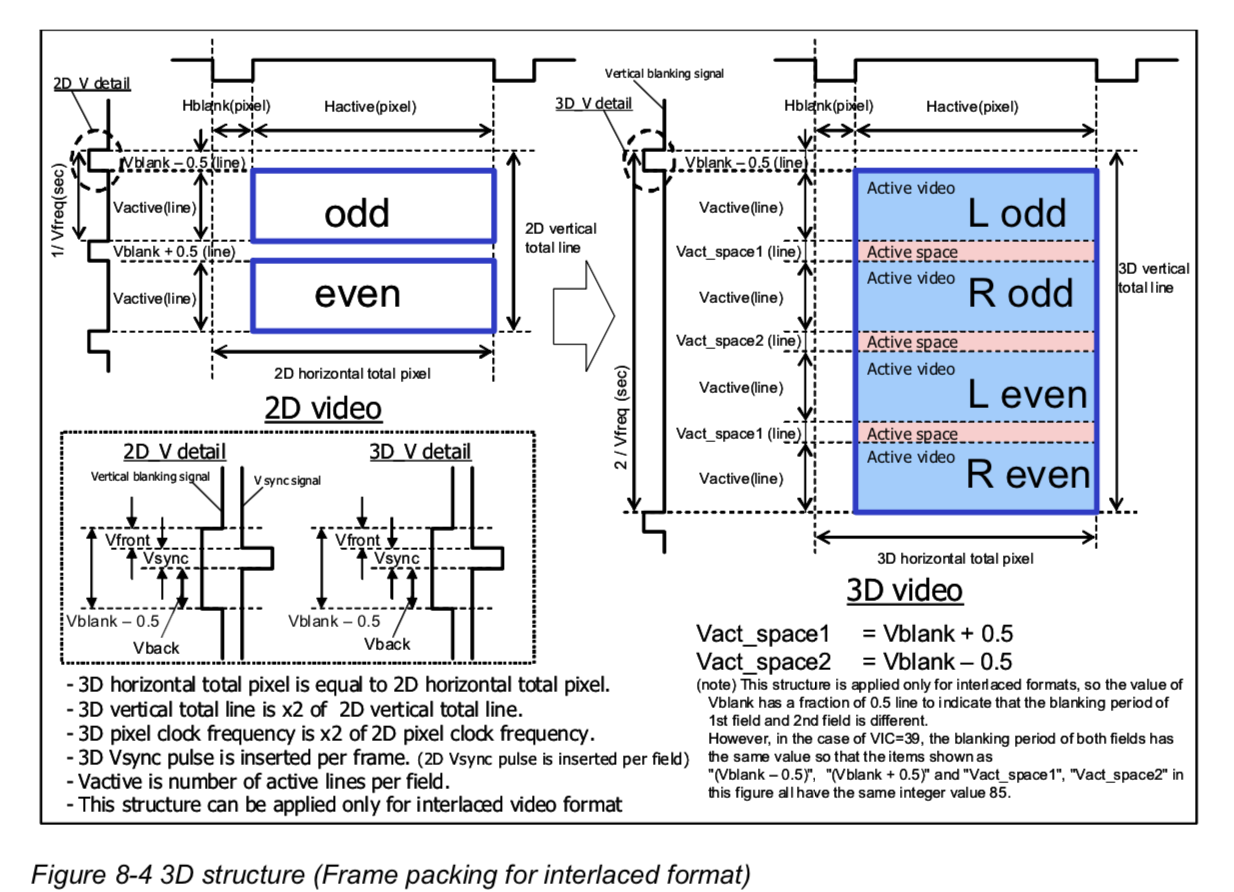 2D_V detail
Hblank(pixel)
Hactive(pixel)
Vblank – 0.5 (line)
1/ Vfreq(sec)
Vactive(line)
odd
2D vertical
total line
Vblank + 0.5 (line)
Vactive(line)
even
2D horizontal total pixel
2D video
Vertical blanking signal
3D_V detail
Hblank(pixel)
Hactive(pixel)
Vblank – 0.5 (line)
Active video
L odd
Vactive(line)
Vact_space1 (line)
Active space
Active video
R odd
3D vertical
total line
Vactive(line)
Vact_space2 (line)
Active space
Active video
L even
Vactive(line)
2 / Vfreq (sec)
Vact_space1 (line)
Active space
Active video
R even
Vactive(line)
3D horizontal total pixel
3D video
2D_V detail
3D_V detail
Vertical blanking signal
V sync signal
Vfront
Vsync
Vblank – 0.5
Vback
Vfront
Vsync
Vblank – 0.5
Vback
- 3D horizontal total pixel is equal to 2D horizontal total pixel.
- 3D vertical total line is x2 of 2D vertical total line.
- 3D pixel clock frequency is x2 of 2D pixel clock frequency.
- 3D Vsync pulse is inserted per frame. (2D Vsync pulse is inserted per field)
- Vactive is number of active lines per field.
- This structure can be applied only for interlaced video format
Vact_space1 = Vblank + 0.5
Vact_space2 = Vblank – 0.5
(note) This structure is applied only for interlaced formats, so the value of
Vblank has a fraction of 0.5 line to indicate that the blanking period of
1st field and 2nd field is different.
However, in the case of VIC=39, the blanking period of both fields has
the same value so that the items shown as
"(Vblank – 0.5)", "(Vblank + 0.5)" and "Vact_space1", "Vact_space2" in
this figure all have the same integer value 85.
Figure 8-4 3D structure (Frame packing for interlaced format)